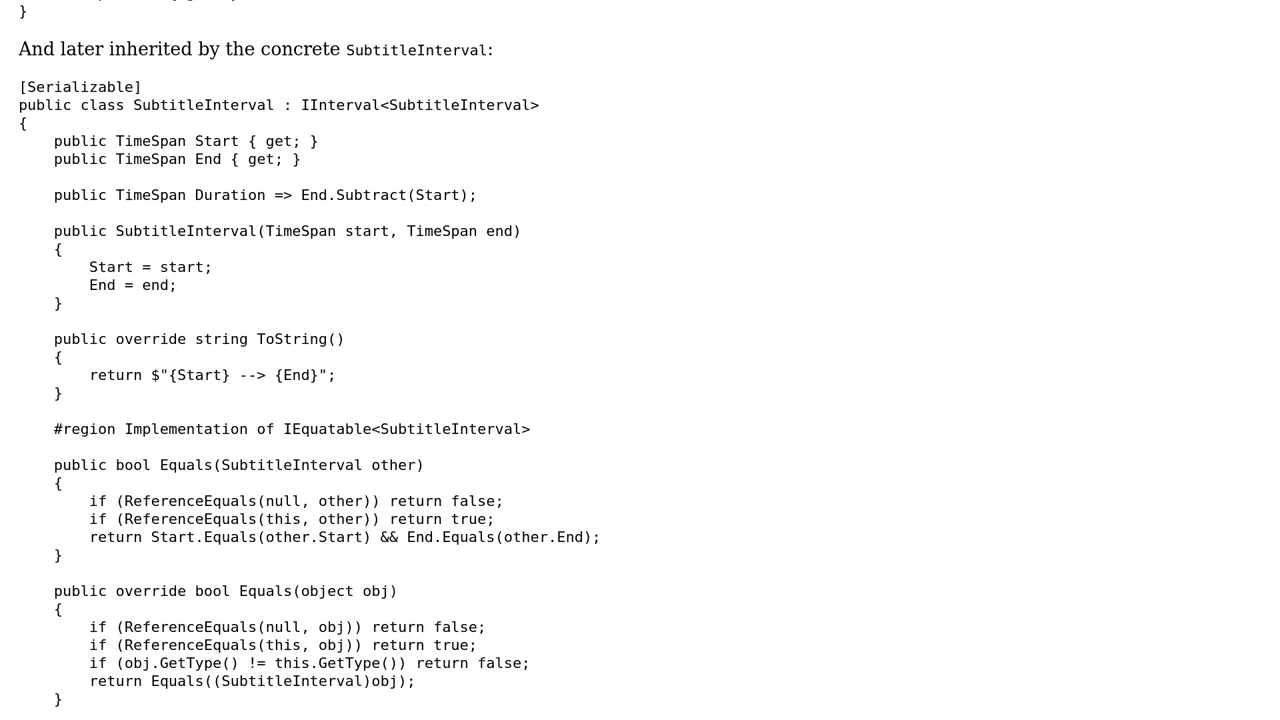 }
And later inherited by the concrete SubtitleInterval:
[Serializable]
public class SubtitleInterval : IInterval<SubtitleInterval>
{
    public TimeSpan Start { get; }
    public TimeSpan End { get; }

    public TimeSpan Duration => End.Subtract(Start);

    public SubtitleInterval(TimeSpan start, TimeSpan end)
    {
        Start = start;
        End = end;
    }

    public override string ToString()
    {
        return $"{Start} --> {End}";
    }

    #region Implementation of IEquatable<SubtitleInterval>

    public bool Equals(SubtitleInterval other)
    {
        if (ReferenceEquals(null, other)) return false;
        if (ReferenceEquals(this, other)) return true;
        return Start.Equals(other.Start) && End.Equals(other.End);
    }

    public override bool Equals(object obj)
    {
        if (ReferenceEquals(null, obj)) return false;
        if (ReferenceEquals(this, obj)) return true;
        if (obj.GetType() != this.GetType()) return false;
        return Equals((SubtitleInterval)obj);
    }